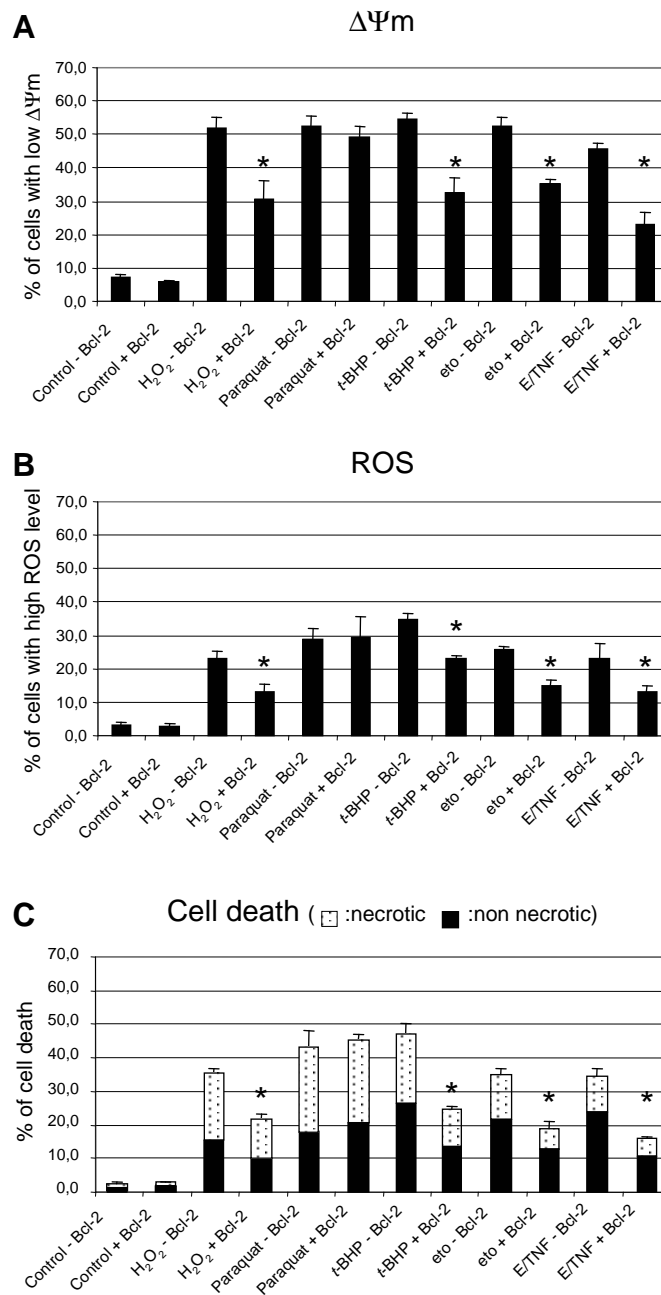 A
ΔΨm
% of cells with low ΔΨm
70,0
60,0
50,0
40,0
30,0
20,0
10,0
0,0
*
*
*
*
Control - Bcl-2
Control + Bcl-2
H₂O₂ - Bcl-2
H₂O₂ + Bcl-2
Paraquat - Bcl-2
Paraquat + Bcl-2
t-BHP - Bcl-2
t-BHP + Bcl-2
eto - Bcl-2
eto + Bcl-2
E/TNF - Bcl-2
E/TNF + Bcl-2
B
ROS
% of cells with high ROS level
70,0
60,0
50,0
40,0
30,0
20,0
10,0
0,0
*
*
*
*
Control - Bcl-2
Control + Bcl-2
H₂O₂ - Bcl-2
H₂O₂ + Bcl-2
Paraquat - Bcl-2
Paraquat + Bcl-2
t-BHP - Bcl-2
t-BHP + Bcl-2
eto - Bcl-2
eto + Bcl-2
E/TNF - Bcl-2
E/TNF + Bcl-2
C
Cell death ( :necrotic :non necrotic)
% of cell death
70,0
60,0
50,0
40,0
30,0
20,0
10,0
0,0
*
*
*
*
Control - Bcl-2
Control + Bcl-2
H₂O₂ - Bcl-2
H₂O₂ + Bcl-2
Paraquat - Bcl-2
Paraquat + Bcl-2
t-BHP - Bcl-2
t-BHP + Bcl-2
eto - Bcl-2
eto + Bcl-2
E/TNF - Bcl-2
E/TNF + Bcl-2